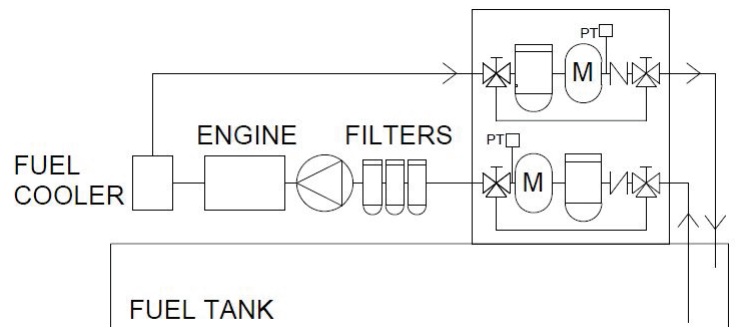 PT
M
ENGINE
FILTERS
PT
FUEL
COOLER
M
FUEL TANK